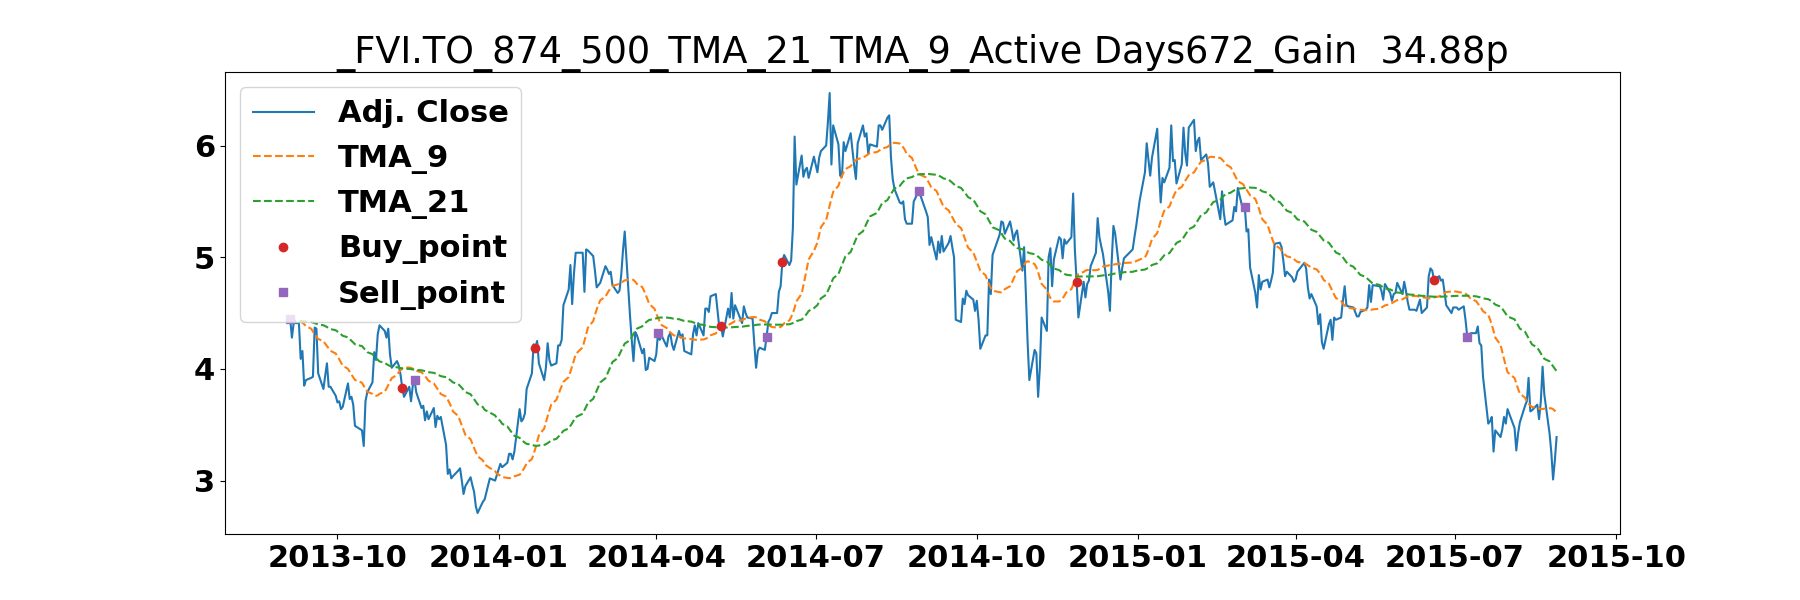 _FVI.TO_874_500_TMA_21_TMA_9_Active Days672_Gain  34.88p
Adj. Close
TMA_9
TMA_21
Buy_point
Sell_point
6
5
4
3
2013-10 2014-01 2014-04 2014-07 2014-10 2015-01 2015-04 2015-07 2015-10